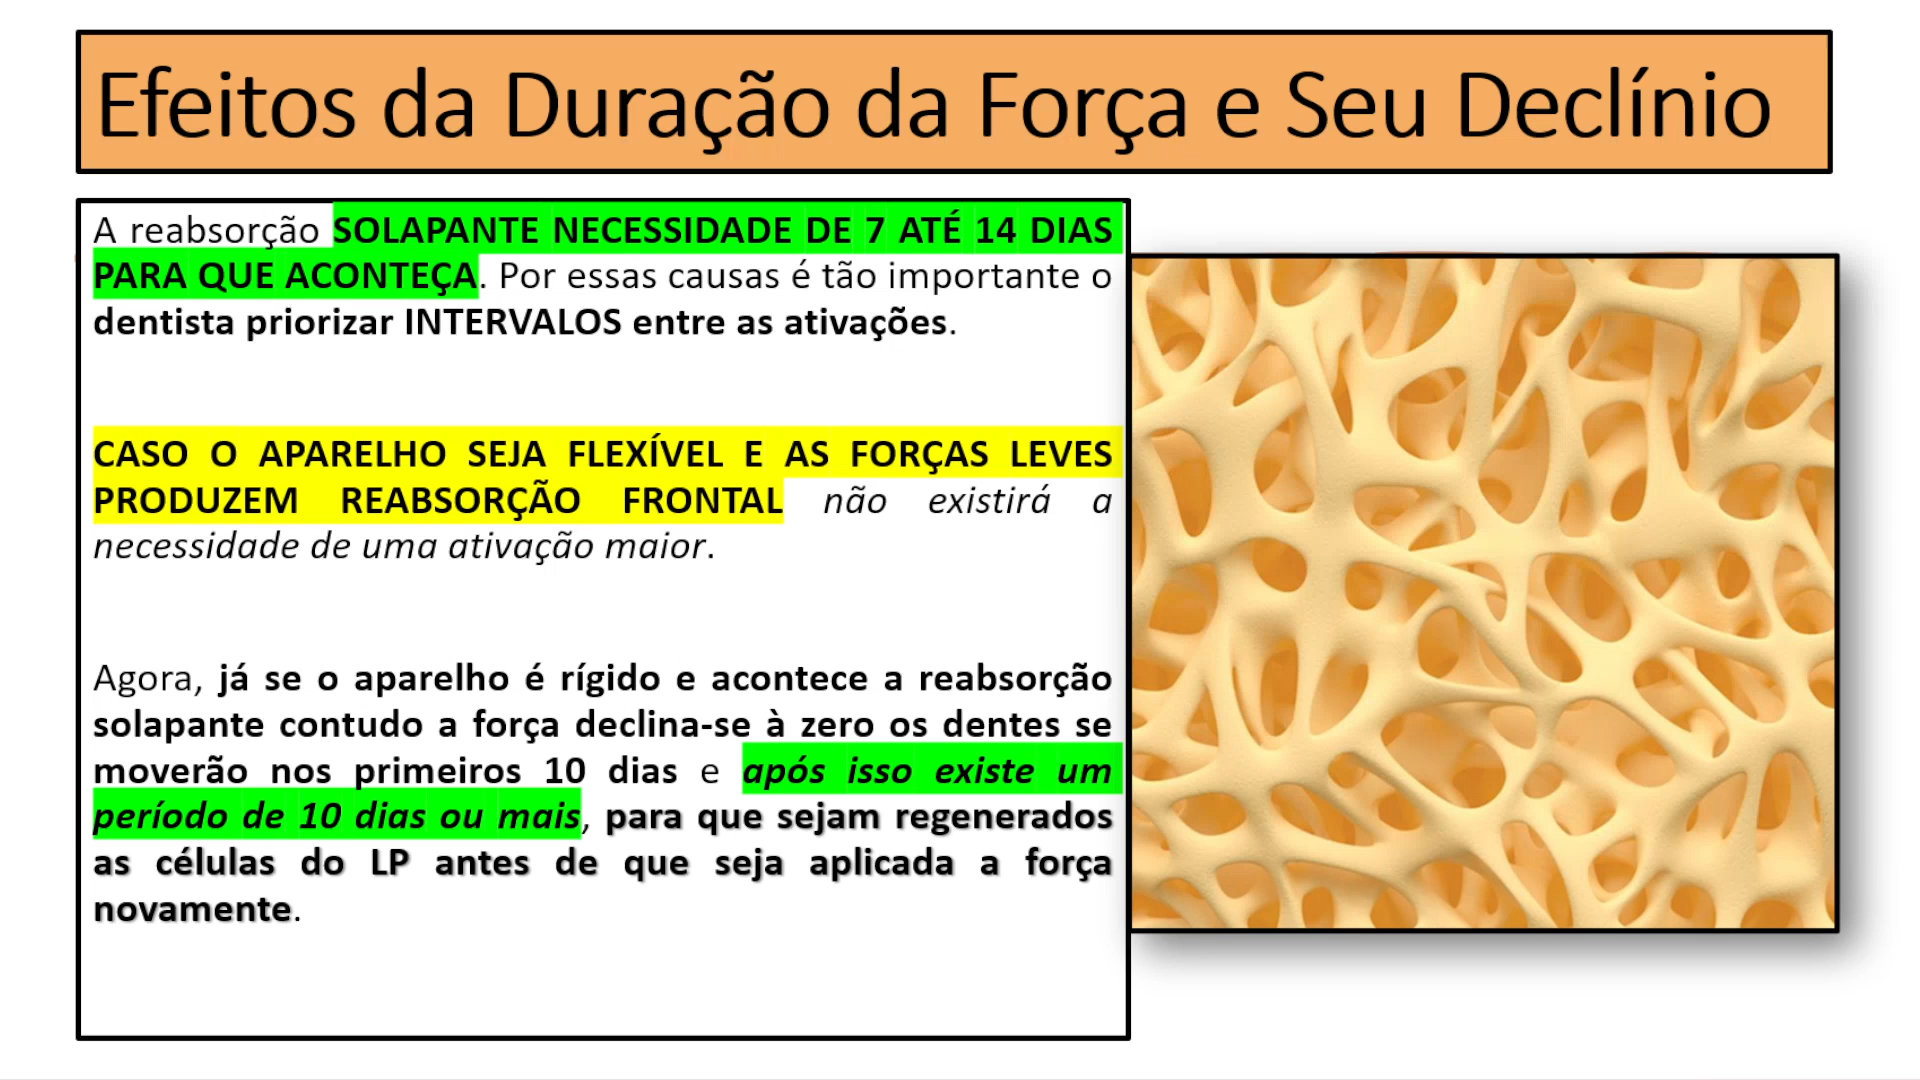 Efeitos da Duração da Força e Seu Declínio
A reabsorção SOLAPANTE NECESSIDADE DE 7 ATÉ 14 DIAS
PARA QUE ACONTEÇA. Por essas causas é tão importante o
dentista priorizar INTERVALOS entre as ativações.
CASO O APARELHO SEJA FLEXÍVEL E AS FORÇAS LEVES
PRODUZEM REABSORÇÃO FRONTAL não existirá a
necessidade de uma ativação maior.
Agora, já se o aparelho é rígido e acontece a reabsorção
solapante contudo a força declina-se à zero os dentes se
moverão nos primeiros 10 dias e após isso existe um
período de 10 dias ou mais, para que sejam regenerados
as células do LP antes de que seja aplicada a força
novamente.